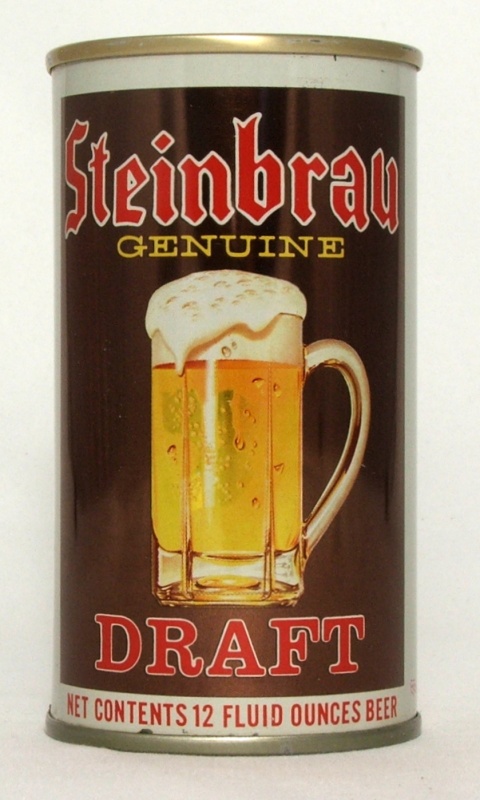 Steinbrau
GENUINE
DRAFT
NET CONTENTS 12 FLUID OUNCES BEER